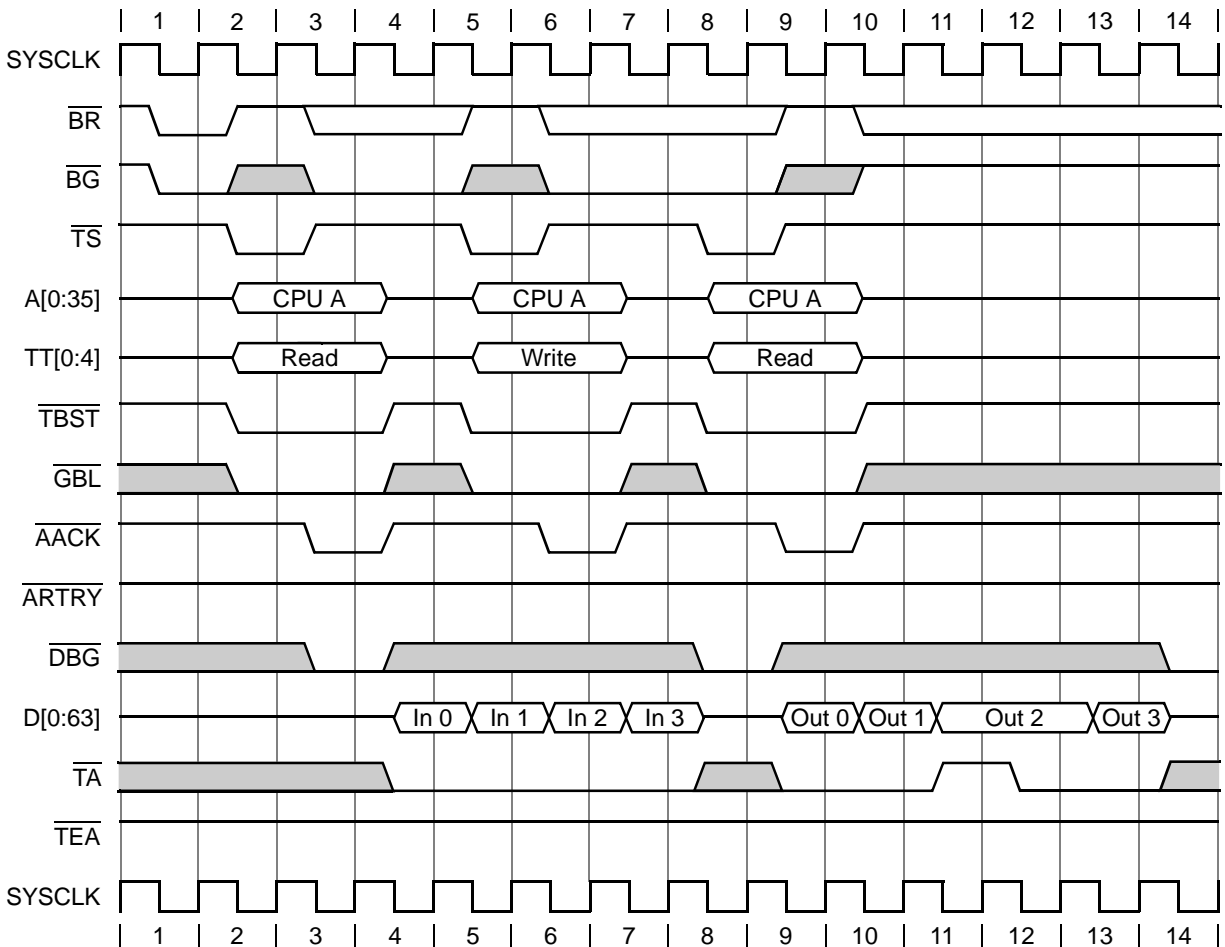 1 2 3 4 5 6 7 8 9 10 11 12 13 14
SYSCLK
BR
BG
TS
A[0:35] CPU A CPU A CPU A
TT[0:4] Read Write Read
TBST
GBL
AACK
ARTRY
DBG
D[0:63] In 0 In 1 In 2 In 3 Out 0 Out 1 Out 2 Out 3
TA
TEA
SYSCLK
1 2 3 4 5 6 7 8 9 10 11 12 13 14